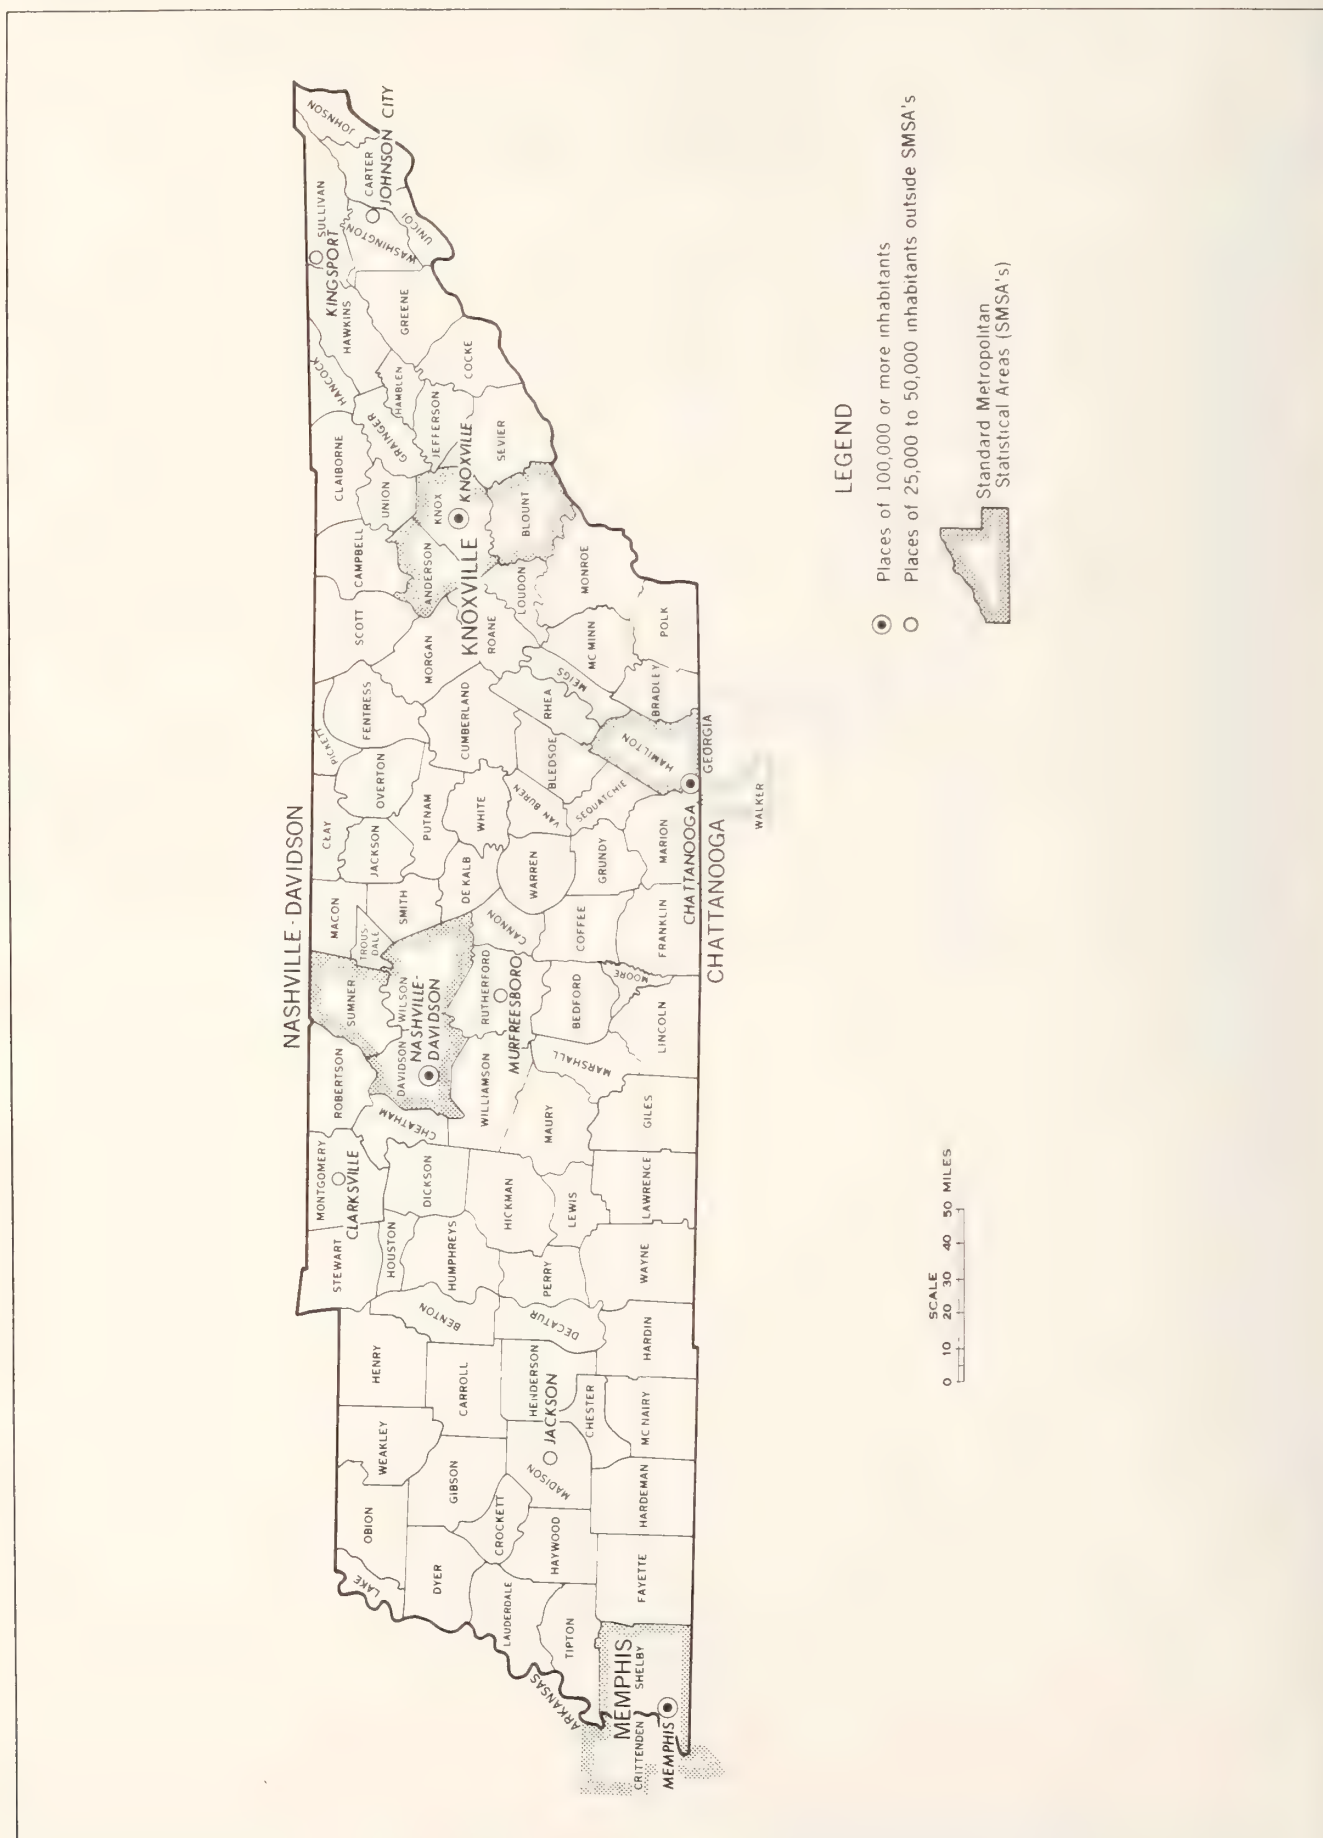 NASHVILLE - DAVIDSON
KNOXVILLE
CHATTANOOGA
MEMPHIS
LAKE
OBION
WEAKLEY
HENRY
STEWART
MONTGOMERY
CLARKSVILLE
ROBERTSON
SUMNER
MACON
TROUS-
DALE
CLAY
PICKETT
FENTRESS
SCOTT
CAMPBELL
CLAIBORNE
HANCOCK
HAWKINS
KINGSPORT
SULLIVAN
JOHNSON
CARTER
JOHNSON CITY
WASHINGTON
UNICOI
GREENE
COCKE
HAMBLEN
GRAINGER
JEFFERSON
UNION
KNOX
KNOXVILLE
SEVIER
BLOUNT
ANDERSON
LOUDON
ROANE
MORGAN
MONROE
MC MINN
MEIGS
POLK
BRADLEY
RHEA
HAMILTON
GEORGIA
CHATTANOOGA
WALKER
CUMBERLAND
BLEDSOE
SEQUATCHIE
VAN BUREN
WHITE
PUTNAM
OVERTON
JACKSON
SMITH
DE KALB
WARREN
GRUNDY
MARION
CANNON
COFFEE
FRANKLIN
MOORE
WILSON
DAVIDSON
NASHVILLE-
DAVIDSON
RUTHERFORD
MURFREESBORO
BEDFORD
LINCOLN
MARSHALL
WILLIAMSON
CHEATHAM
DICKSON
HOUSTON
HUMPHREYS
HICKMAN
MAURY
GILES
LEWIS
LAWRENCE
PERRY
WAYNE
BENTON
DECATUR
HARDIN
CARROLL
HENDERSON
JACKSON
CHESTER
MC NAIRY
MADISON
GIBSON
CROCKETT
DYER
HAYWOOD
HARDEMAN
LAUDERDALE
TIPTON
FAYETTE
SHELBY
MEMPHIS
CRITTENDEN
ARKANSAS
LEGEND
Places of 100,000 or more inhabitants
Places of 25,000 to 50,000 inhabitants outside SMSA's
Standard Metropolitan
Statistical Areas (SMSA's)
SCALE
0 10 20 30 40 50 MILES